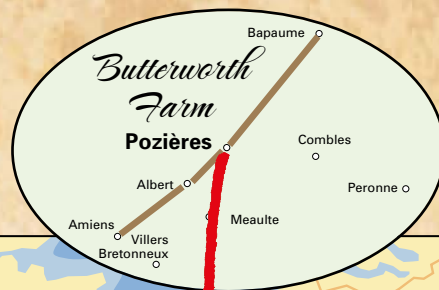 Bapaume
Butterworth
Farm
Pozières
Combles
Albert
Peronne
Meaulte
Amiens
Villers
Bretonneux